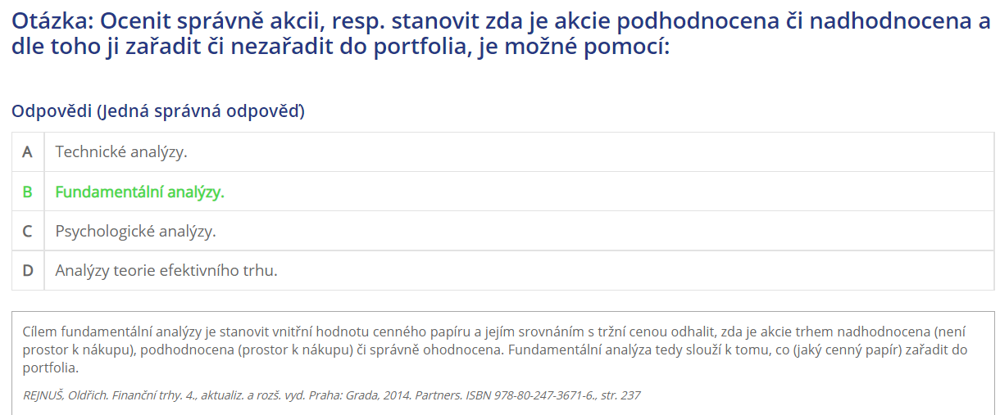 Otázka: Ocenit správně akcii, resp. stanovit zda je akcie podhodnocena či nadhodnocena a
dle toho ji zařadit či nezařadit do portfolia, je možné pomocí:
Odpovědi (Jedná správná odpověď)
A Technické analýzy.
B Fundamentální analýzy.
C Psychologické analýzy.
D Analýzy teorie efektivního trhu.
Cílem fundamentální analýzy je stanovit vnitřní hodnotu cenného papíru a jejím srovnáním s tržní cenou odhalit, zda je akcie trhem nadhodnocena (není
prostor k nákupu), podhodnocena (prostor k nákupu) či správně ohodnocena. Fundamentální analýza tedy slouží k tomu, co (jaký cenný papír) zařadit do
portfolia.
REJNUŠ, Oldřich. Finanční trhy. 4., aktualiz. a rozš. vyd. Praha: Grada, 2014. Partners. ISBN 978-80-247-3671-6., str. 237